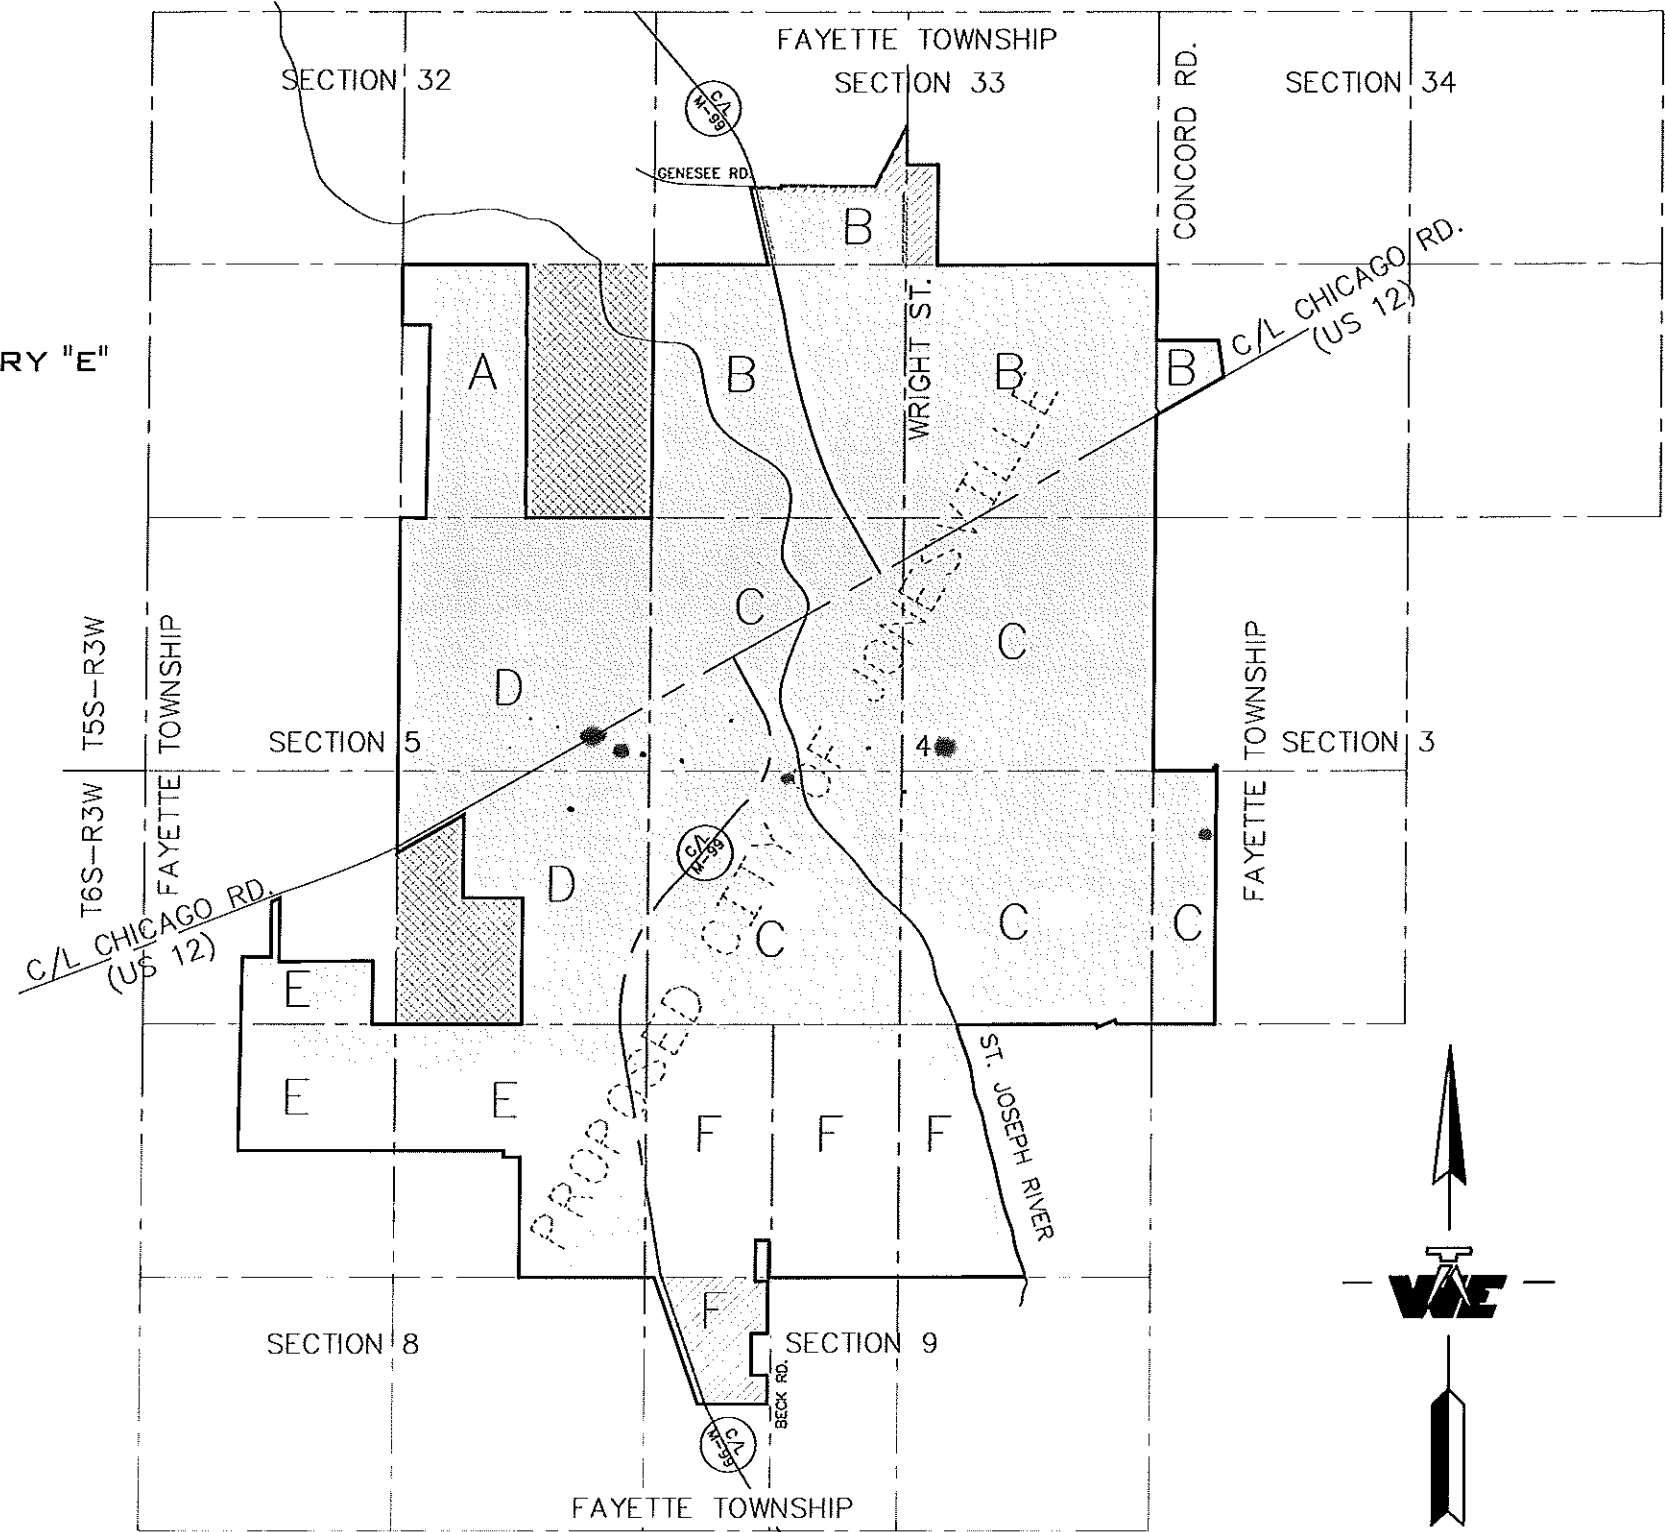 FAYETTE TOWNSHIP
SECTION 32
SECTION 33
SECTION 34
CONCORD RD.
C/L
M-99
GENESEE RD.
B
WRIGHT ST.
C/L CHICAGO RD.
(US 12)
RY "E"
A
B
B
B
C
C
D
T5S-R3W
FAYETTE TOWNSHIP
SECTION 5
4
SECTION 3
FAYETTE TOWNSHIP
T6S-R3W
C/L
M-99
D
C
C
C
C/L CHICAGO RD.
(US 12)
E
E
E
PROPOSED CITY OF JONESVILLE
F
F
F
ST. JOSEPH RIVER
F
SECTION 8
SECTION 9
BECK RD.
C/L
M-99
FAYETTE TOWNSHIP